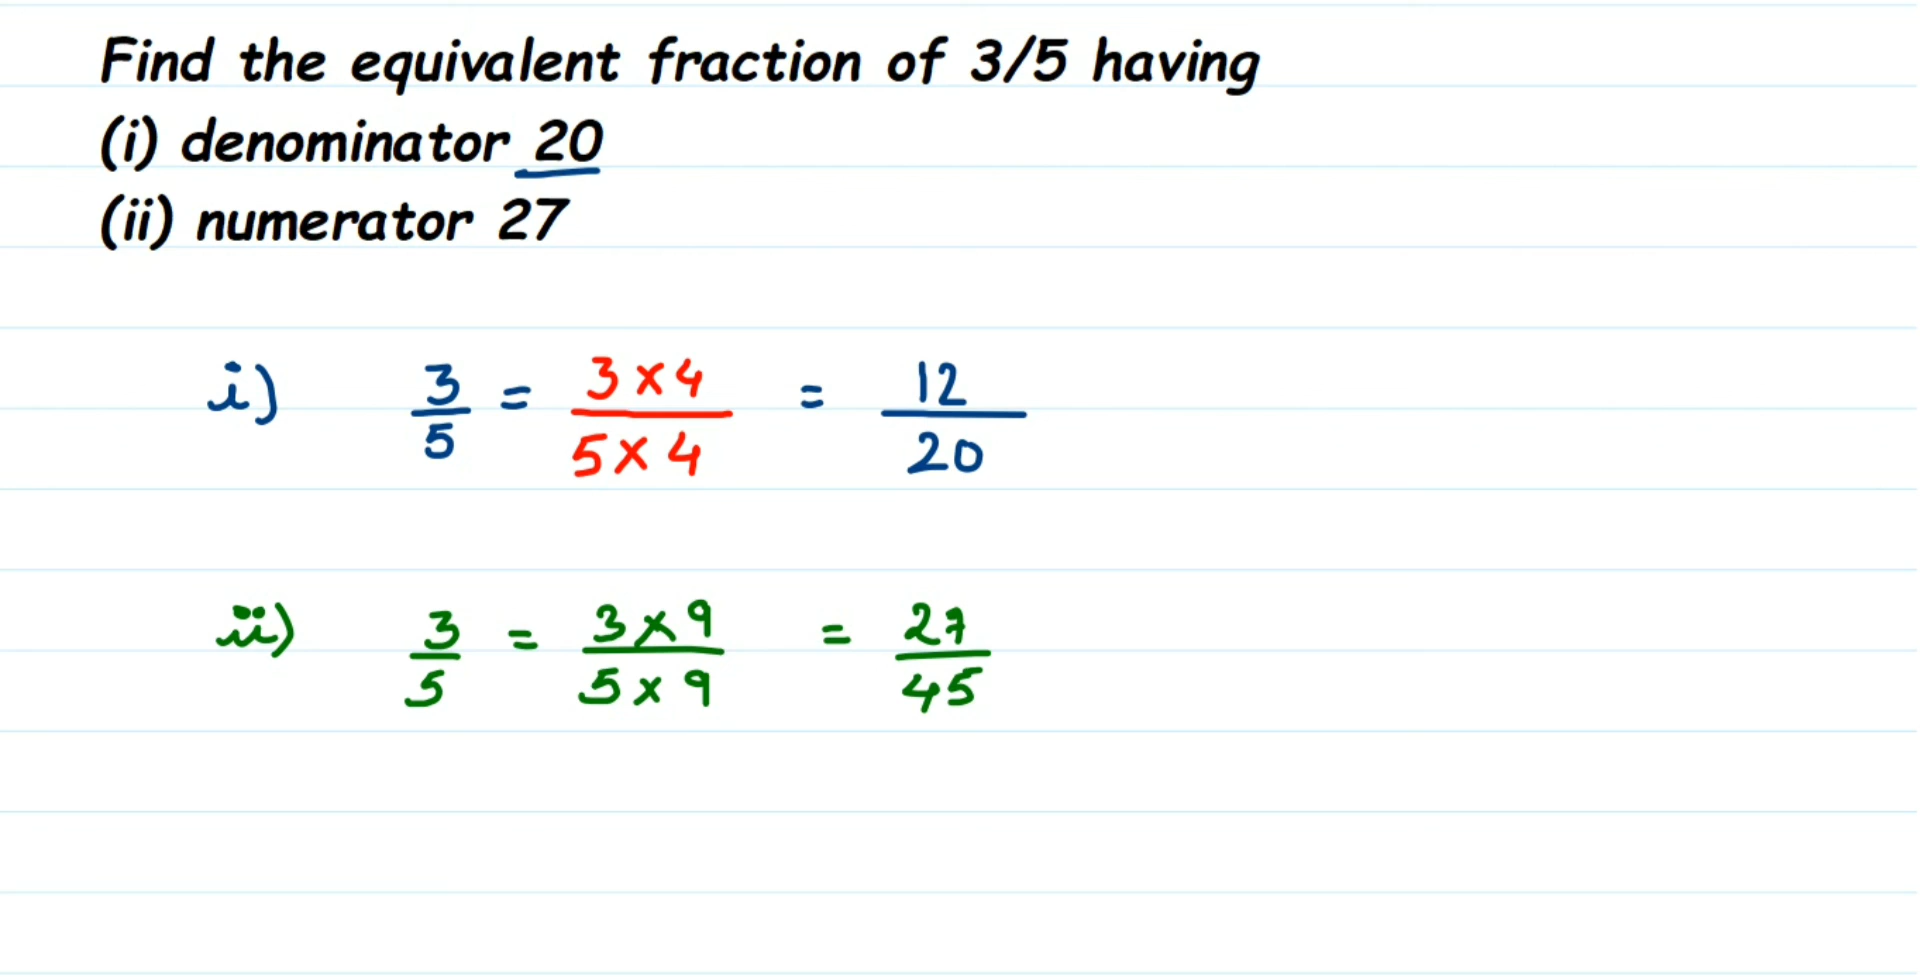 Find the equivalent fraction of 3/5 having
(i) denominator 20
(ii) numerator 27
i) 3/5 = 3 x 4 / 5 x 4 = 12/20
ii) 3/5 = 3 x 9 / 5 x 9 = 27/45